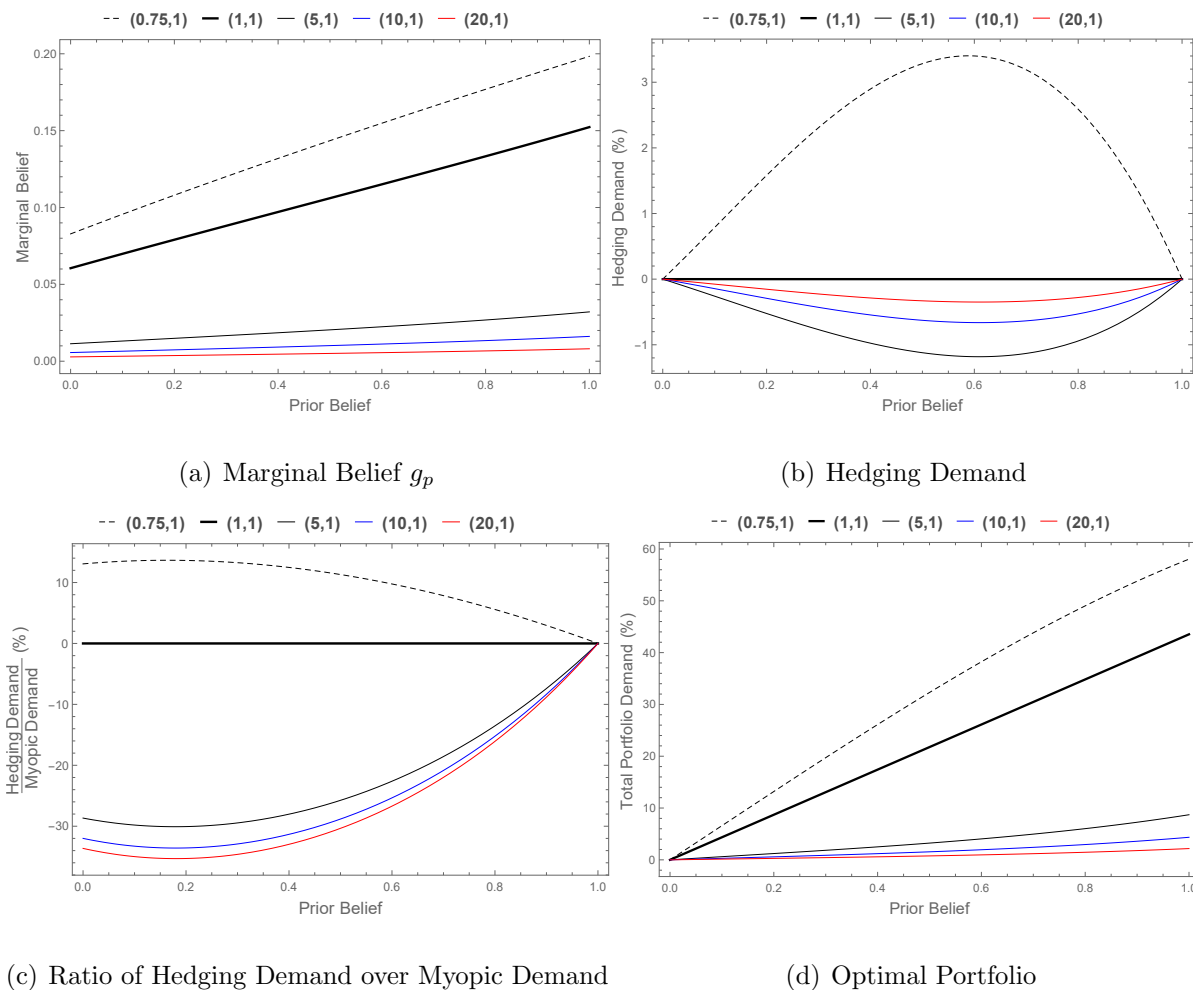 (0.75,1) (1,1) (5,1) (10,1) (20,1)
0.20
0.15
0.10
0.05
0.00
Marginal Belief
0.0 0.2 0.4 0.6 0.8 1.0
Prior Belief
(a) Marginal Belief gp
(0.75,1) (1,1) (5,1) (10,1) (20,1)
3
2
1
0
-1
Hedging Demand (%)
0.0 0.2 0.4 0.6 0.8 1.0
Prior Belief
(b) Hedging Demand
(0.75,1) (1,1) (5,1) (10,1) (20,1)
10
0
-10
-20
-30
Hedging Demand
Myopic Demand
(%)
0.0 0.2 0.4 0.6 0.8 1.0
Prior Belief
(c) Ratio of Hedging Demand over Myopic Demand
(0.75,1) (1,1) (5,1) (10,1) (20,1)
60
50
40
30
20
10
0
Total Portfolio Demand (%)
0.0 0.2 0.4 0.6 0.8 1.0
Prior Belief
(d) Optimal Portfolio